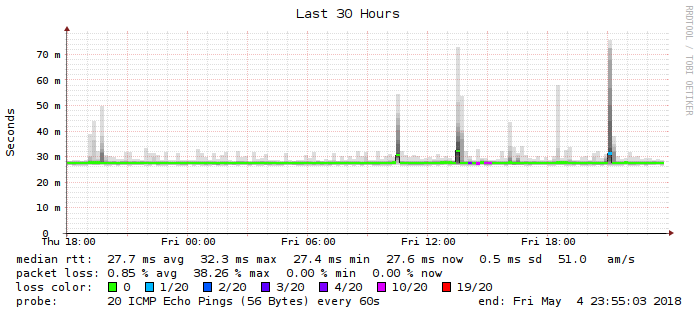 Last 30 Hours
RRDTOOL / TOBI OETIKER
Seconds
70 m
60 m
50 m
40 m
30 m
20 m
10 m
0
Thu 18:00 Fri 00:00 Fri 06:00 Fri 12:00 Fri 18:00
median rtt: 27.7 ms avg 32.3 ms max 27.4 ms min 27.6 ms now 0.5 ms sd 51.0 am/s
packet loss: 0.85 % avg 38.26 % max 0.00 % min 0.00 % now
loss color: 0 1/20 2/20 3/20 4/20 10/20 19/20
probe: 20 ICMP Echo Pings (56 Bytes) every 60s end: Fri May 4 23:55:03 2018